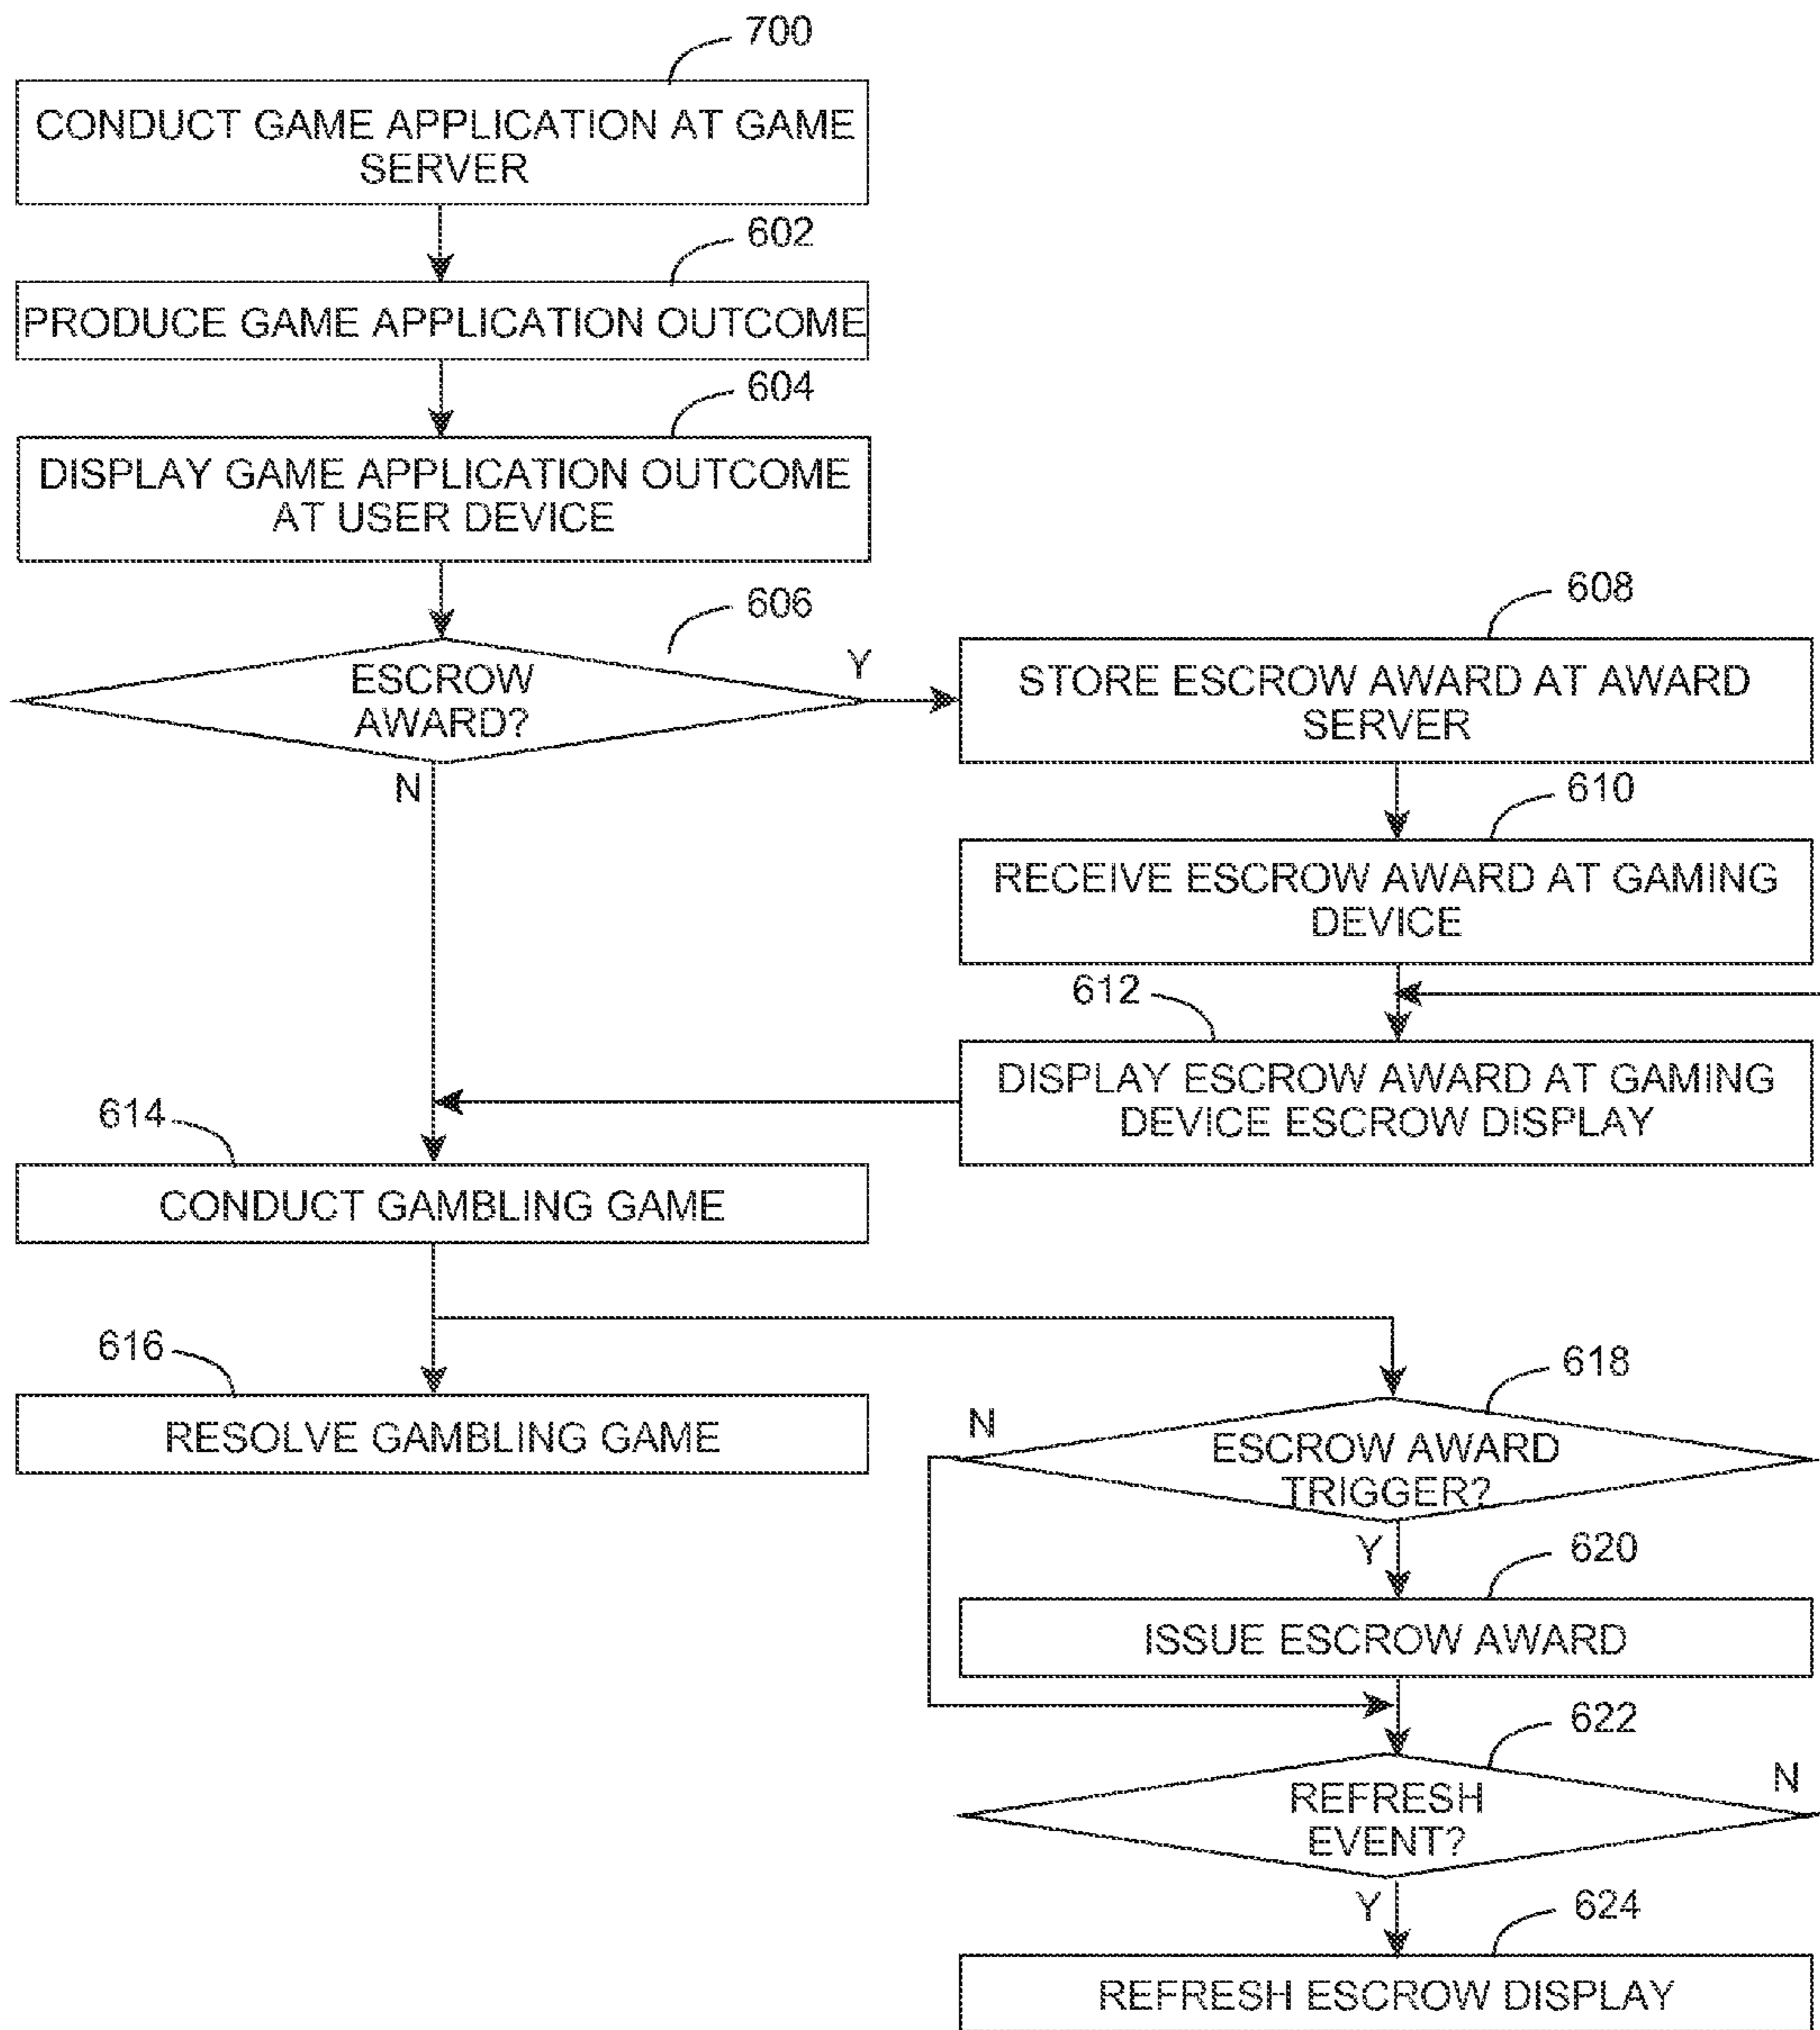 700
CONDUCT GAME APPLICATION AT GAME
SERVER
602
PRODUCE GAME APPLICATION OUTCOME
604
DISPLAY GAME APPLICATION OUTCOME
AT USER DEVICE
606
ESCROW
AWARD?
Y
N
608
STORE ESCROW AWARD AT AWARD
SERVER
610
RECEIVE ESCROW AWARD AT GAMING
DEVICE
612
DISPLAY ESCROW AWARD AT GAMING
DEVICE ESCROW DISPLAY
614
CONDUCT GAMBLING GAME
616
RESOLVE GAMBLING GAME
618
N
ESCROW AWARD
TRIGGER?
Y
620
ISSUE ESCROW AWARD
622
N
REFRESH
EVENT?
Y
624
REFRESH ESCROW DISPLAY